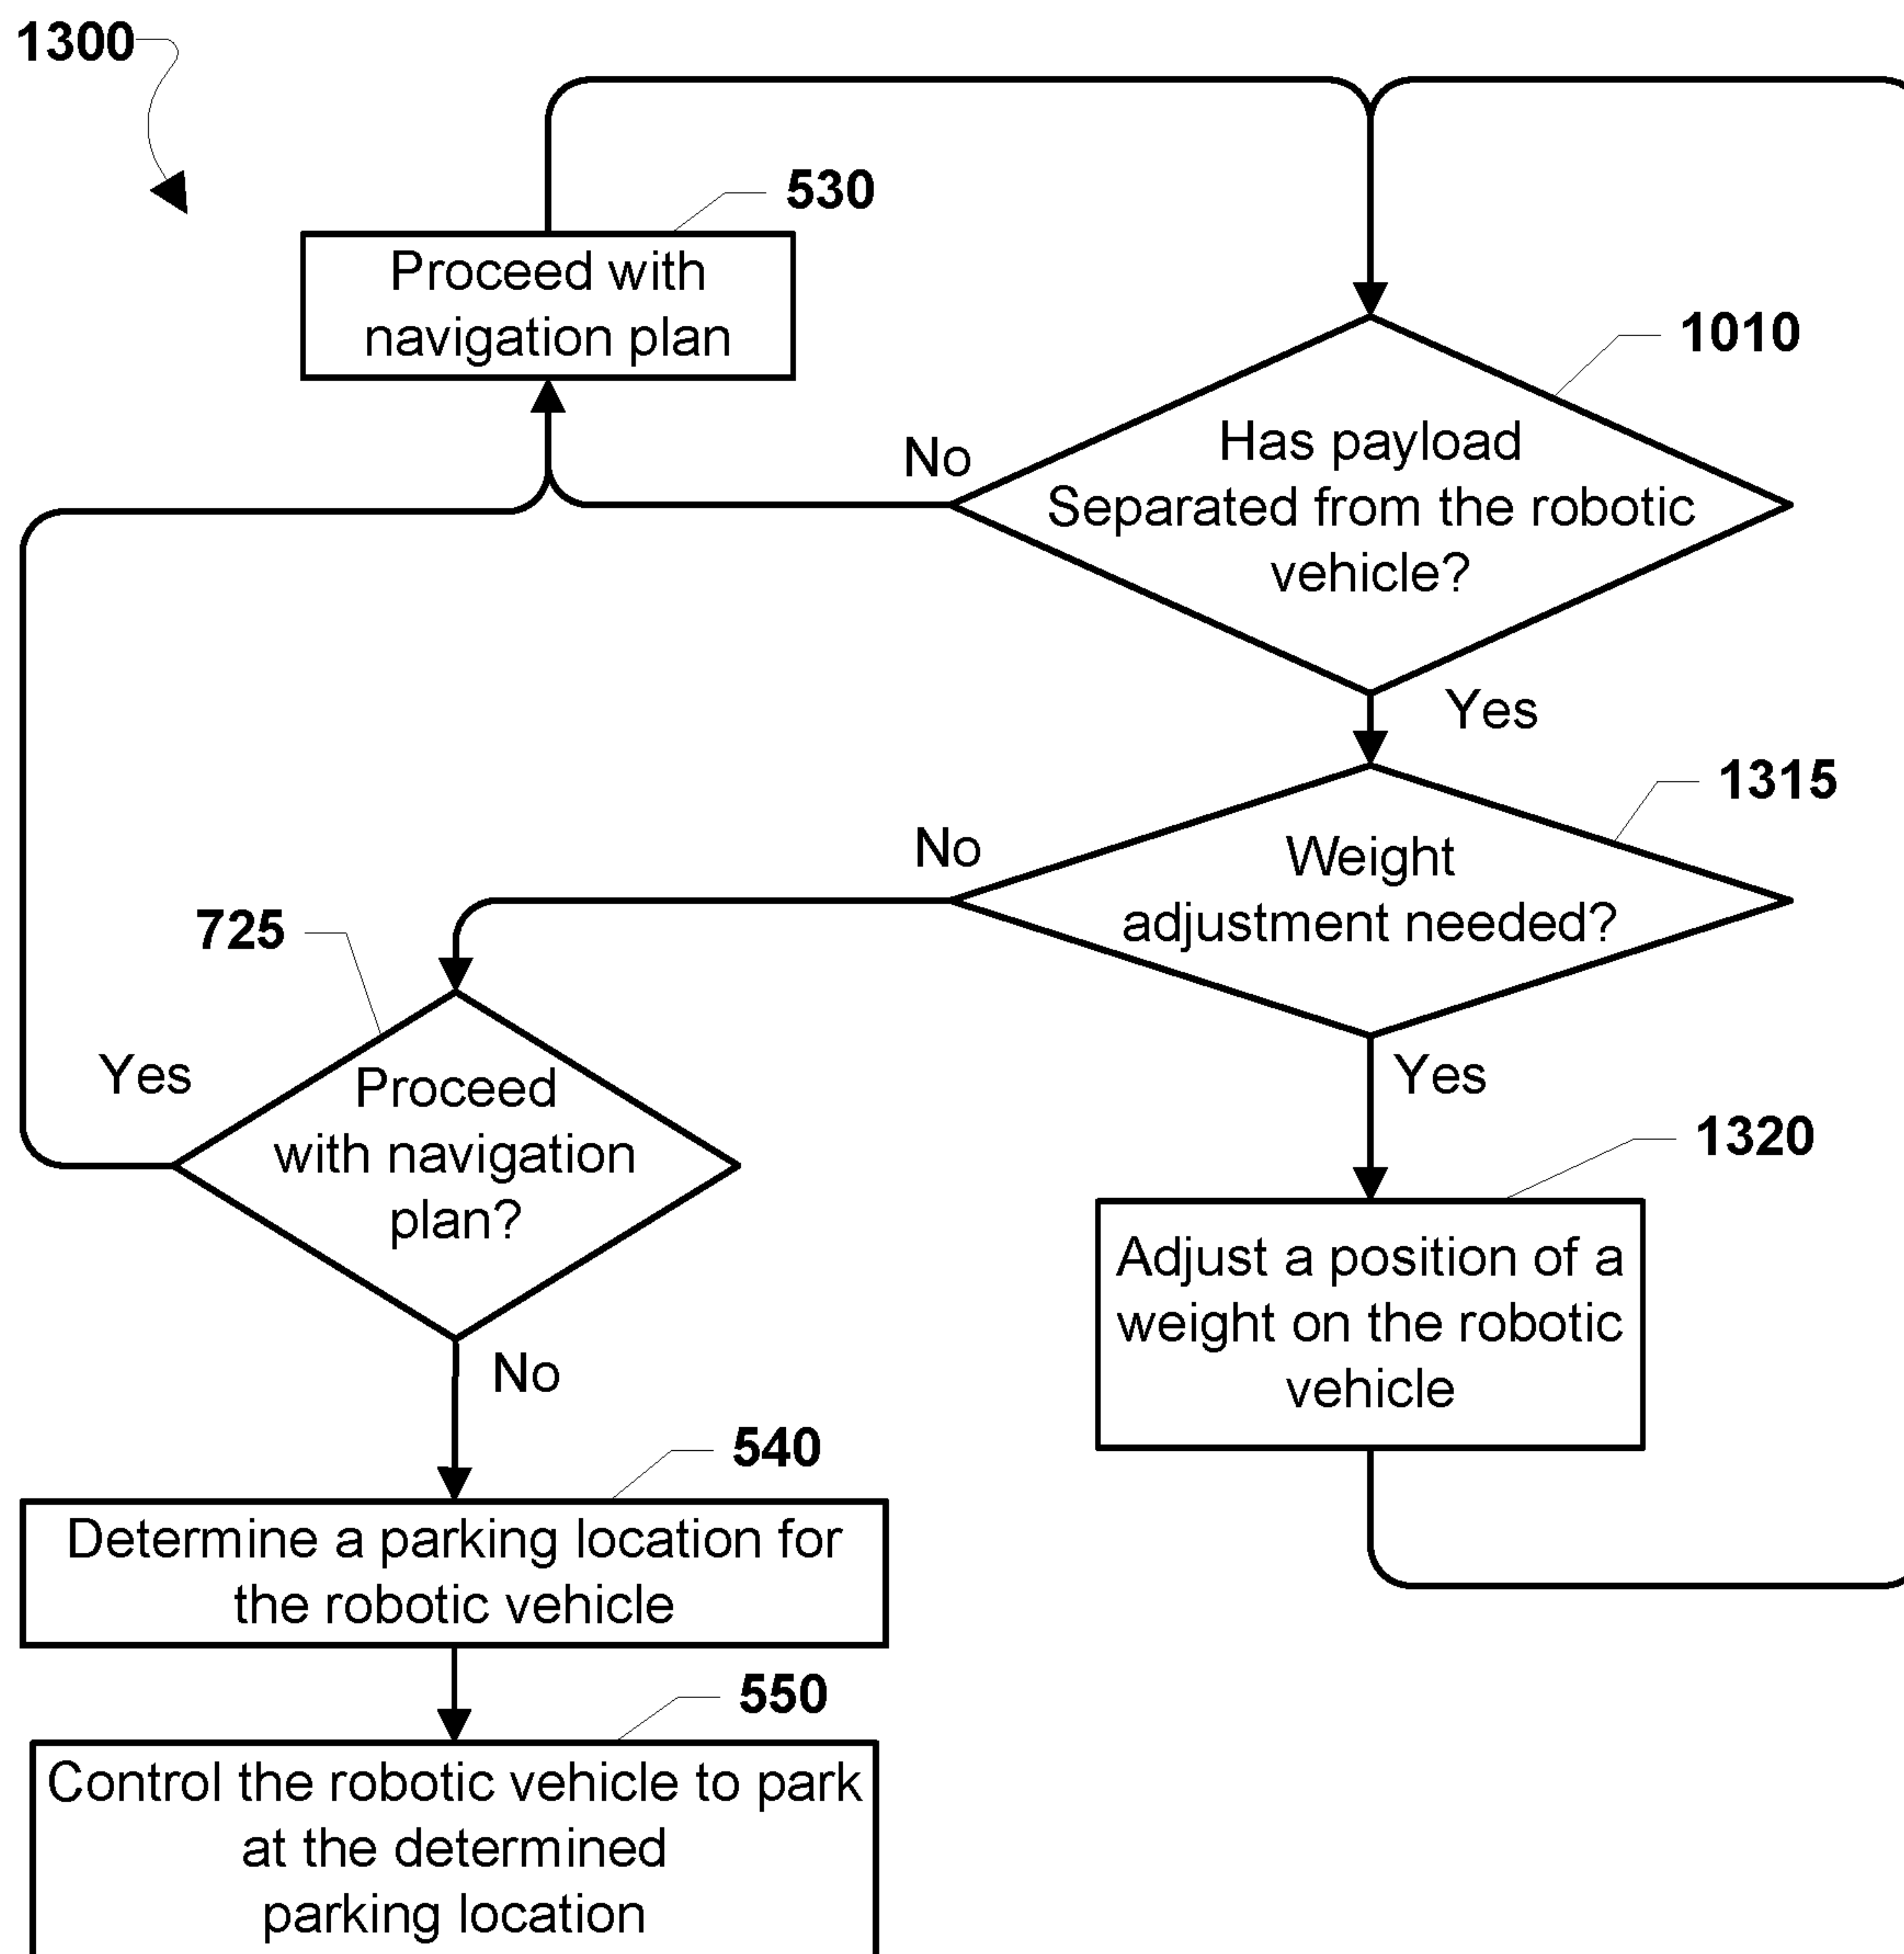 1300
530
Proceed with
navigation plan
1010
Has payload
Separated from the robotic
vehicle?
No
Yes
1315
Weight
adjustment needed?
No
Yes
725
Proceed
with navigation
plan?
Yes
No
1320
Adjust a position of a
weight on the robotic
vehicle
540
Determine a parking location for
the robotic vehicle
550
Control the robotic vehicle to park
at the determined
parking location